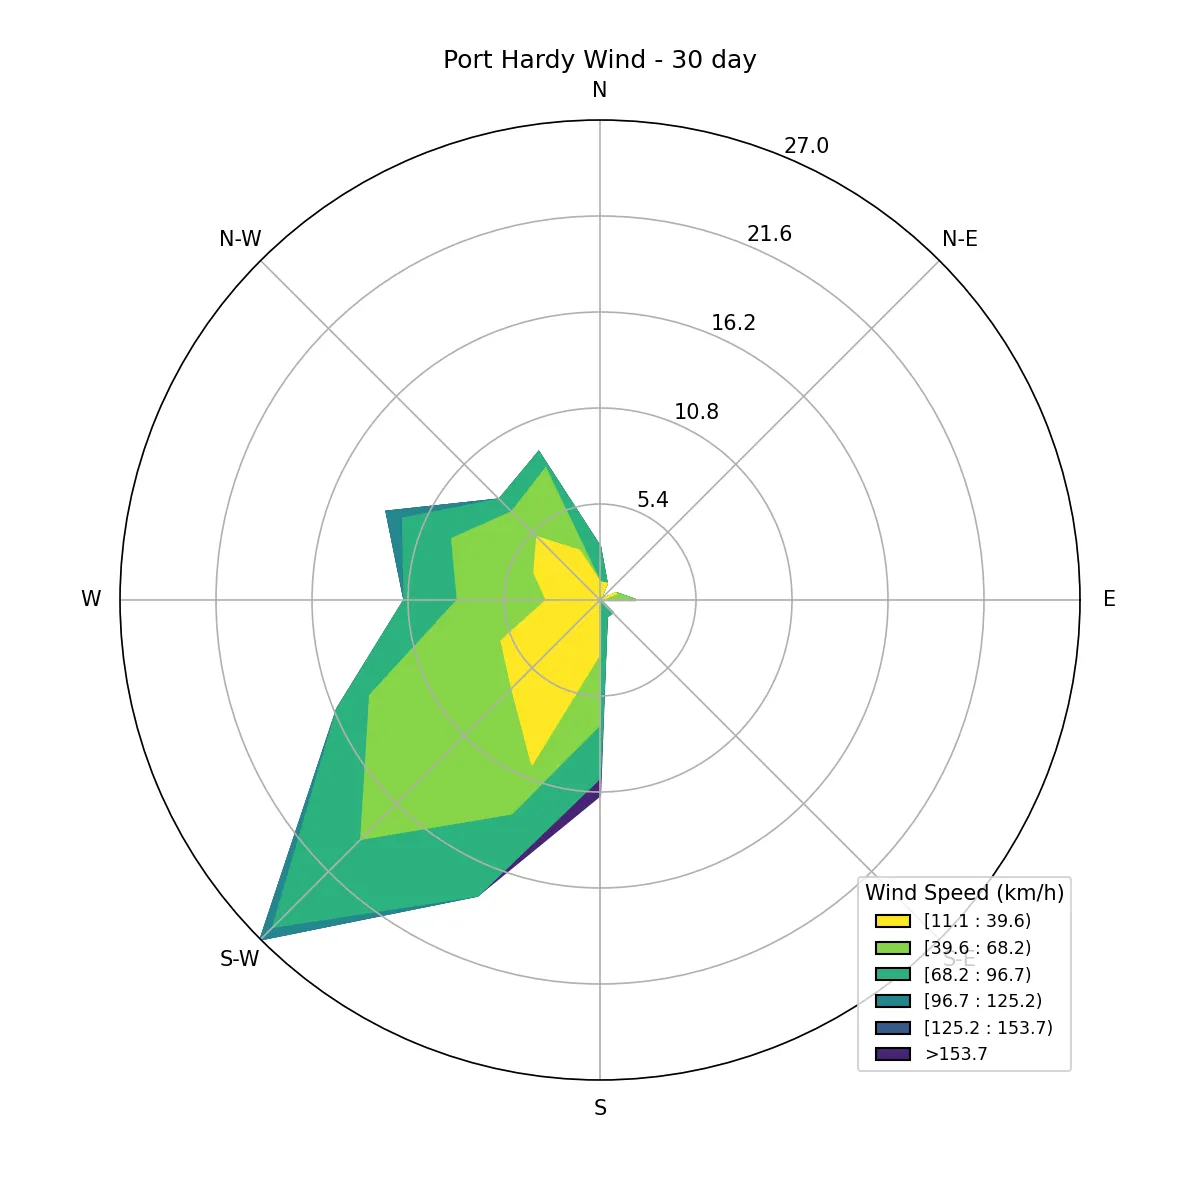 Port Hardy Wind - 30 day
N
27.0
N-W
N-E
21.6
16.2
10.8
5.4
W
E
Wind Speed (km/h)
[11.1 : 39.6)
[39.6 : 68.2)
S-W
S-E
[68.2 : 96.7)
[96.7 : 125.2)
[125.2 : 153.7)
>153.7
S